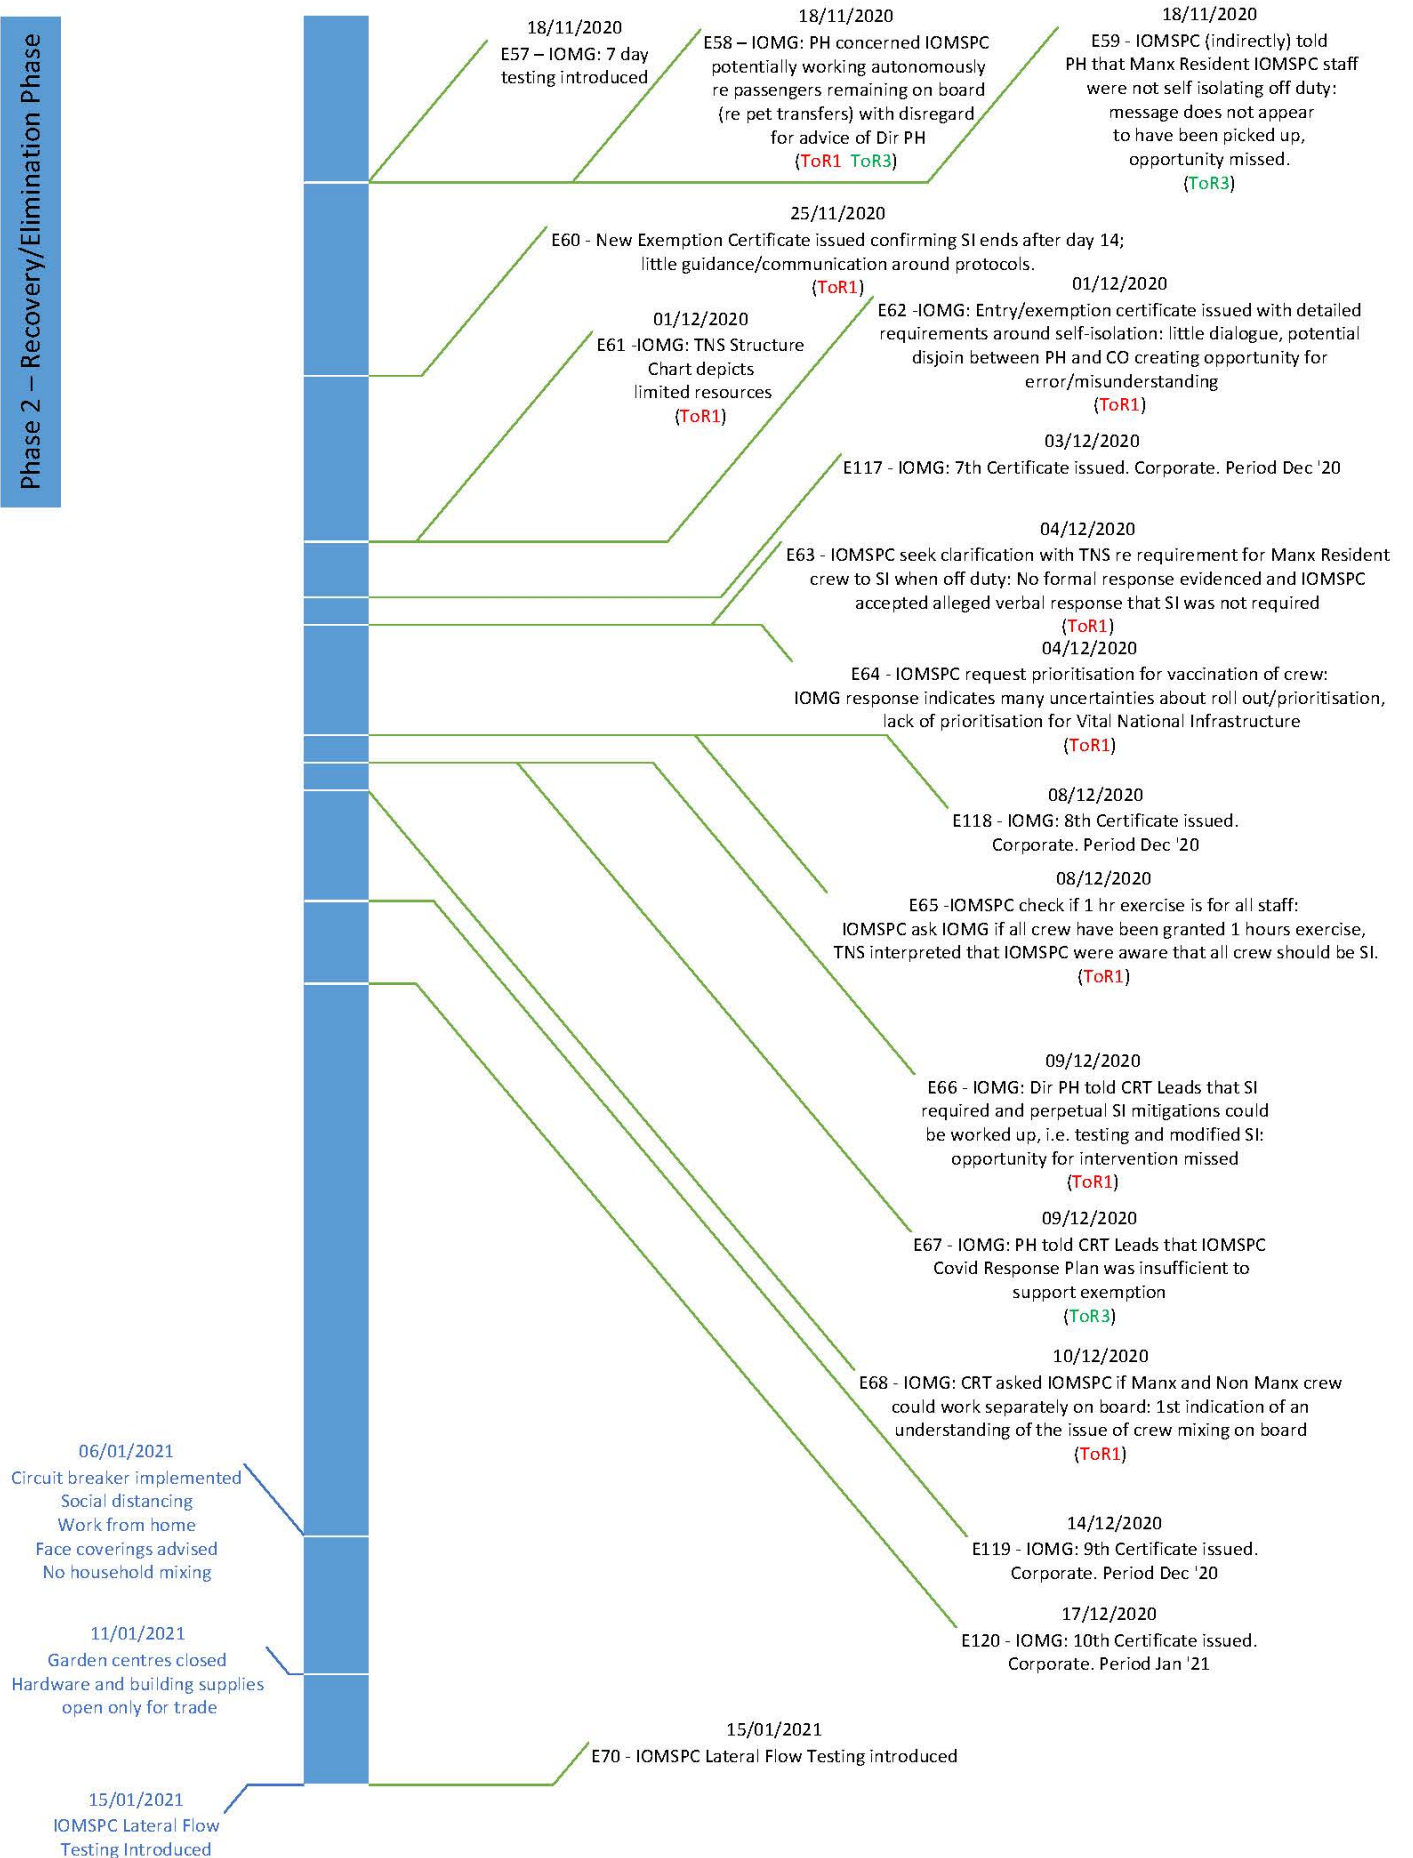 Phase 2 – Recovery/Elimination Phase
18/11/2020
E57 – IOMG: 7 day
testing introduced
18/11/2020
E58 – IOMG: PH concerned IOMSPC
potentially working autonomously
re passengers remaining on board
(re pet transfers) with disregard
for advice of Dir PH
(ToR1 ToR3)
18/11/2020
E59 - IOMSPC (indirectly) told
PH that Manx Resident IOMSPC staff
were not self isolating off duty:
message does not appear
to have been picked up,
opportunity missed.
(ToR3)
25/11/2020
E60 - New Exemption Certificate issued confirming SI ends after day 14;
little guidance/communication around protocols.
(ToR1)
01/12/2020
E61 -IOMG: TNS Structure
Chart depicts
limited resources
(ToR1)
01/12/2020
E62 -IOMG: Entry/exemption certificate issued with detailed
requirements around self-isolation: little dialogue, potential
disjoin between PH and CO creating opportunity for
error/misunderstanding
(ToR1)
03/12/2020
E117 - IOMG: 7th Certificate issued. Corporate. Period Dec '20
04/12/2020
E63 - IOMSPC seek clarification with TNS re requirement for Manx Resident
crew to SI when off duty: No formal response evidenced and IOMSPC
accepted alleged verbal response that SI was not required
(ToR1)
04/12/2020
E64 - IOMSPC request prioritisation for vaccination of crew:
IOMG response indicates many uncertainties about roll out/prioritisation,
lack of prioritisation for Vital National Infrastructure
(ToR1)
08/12/2020
E118 - IOMG: 8th Certificate issued.
Corporate. Period Dec '20
08/12/2020
E65 -IOMSPC check if 1 hr exercise is for all staff:
IOMSPC ask IOMG if all crew have been granted 1 hours exercise,
TNS interpreted that IOMSPC were aware that all crew should be SI.
(ToR1)
09/12/2020
E66 - IOMG: Dir PH told CRT Leads that SI
required and perpetual SI mitigations could
be worked up, i.e. testing and modified SI:
opportunity for intervention missed
(ToR1)
09/12/2020
E67 - IOMG: PH told CRT Leads that IOMSPC
Covid Response Plan was insufficient to
support exemption
(ToR3)
10/12/2020
E68 - IOMG: CRT asked IOMSPC if Manx and Non Manx crew
could work separately on board: 1st indication of an
understanding of the issue of crew mixing on board
(ToR1)
14/12/2020
E119 - IOMG: 9th Certificate issued.
Corporate. Period Dec '20
17/12/2020
E120 - IOMG: 10th Certificate issued.
Corporate. Period Jan '21
06/01/2021
Circuit breaker implemented
Social distancing
Work from home
Face coverings advised
No household mixing
11/01/2021
Garden centres closed
Hardware and building supplies
open only for trade
15/01/2021
E70 - IOMSPC Lateral Flow Testing introduced
15/01/2021
IOMSPC Lateral Flow
Testing Introduced